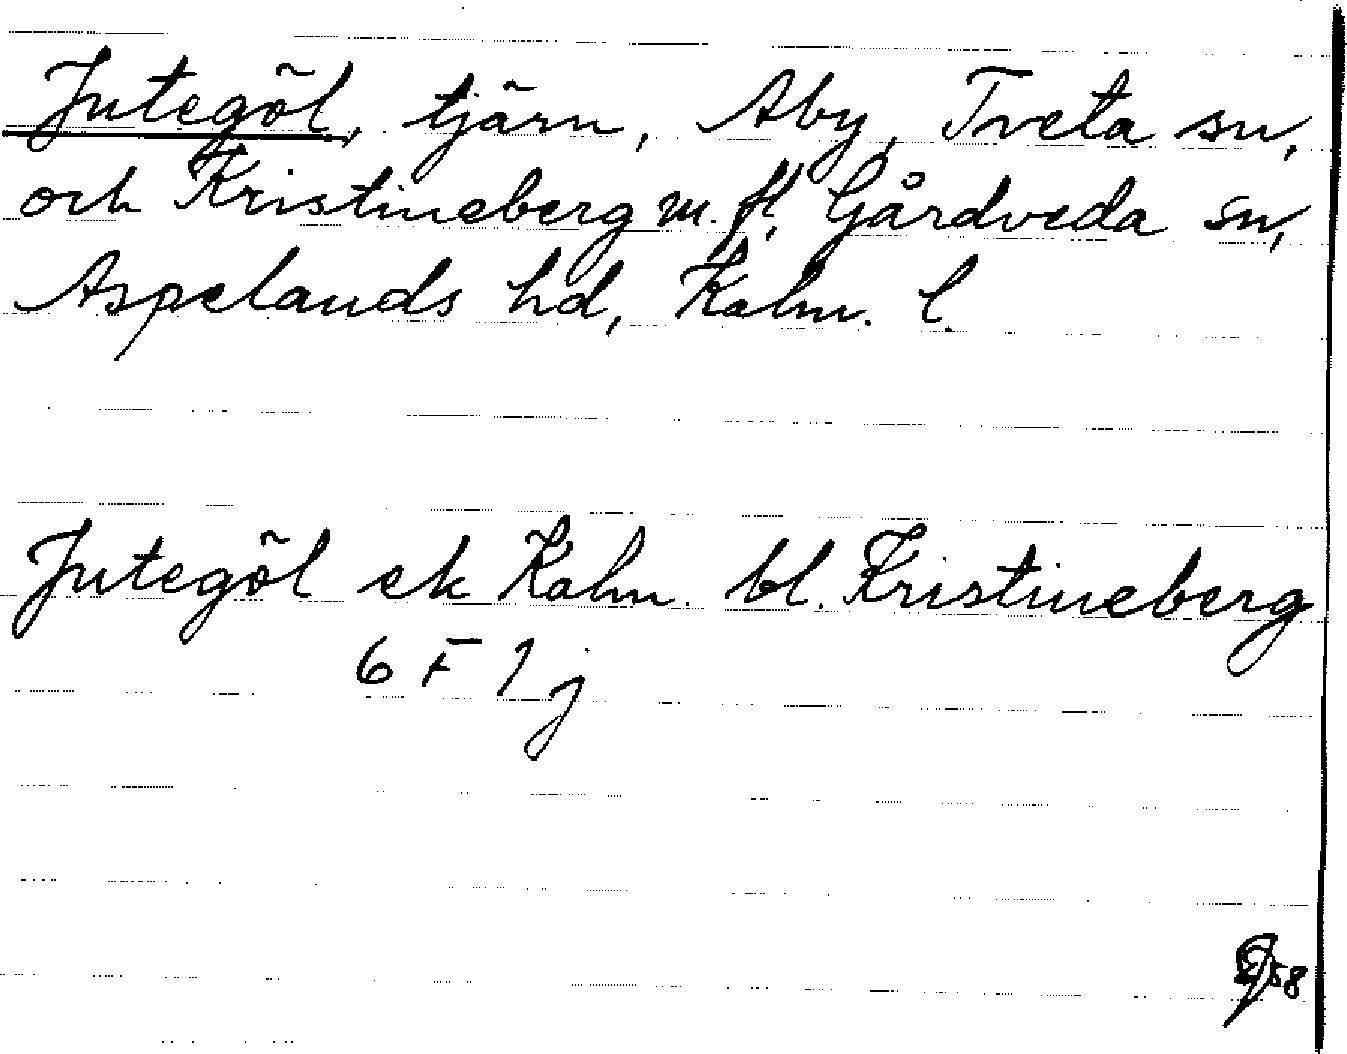 Jutegöl, tjärn, Aby, Tveta sn,
och Kristineberg m. fl. Gårdveda sn,
Aspelands hd, Kalm. l.
Jutegöl ek Kalm. bl. Kristineberg
6 F 1 j
58